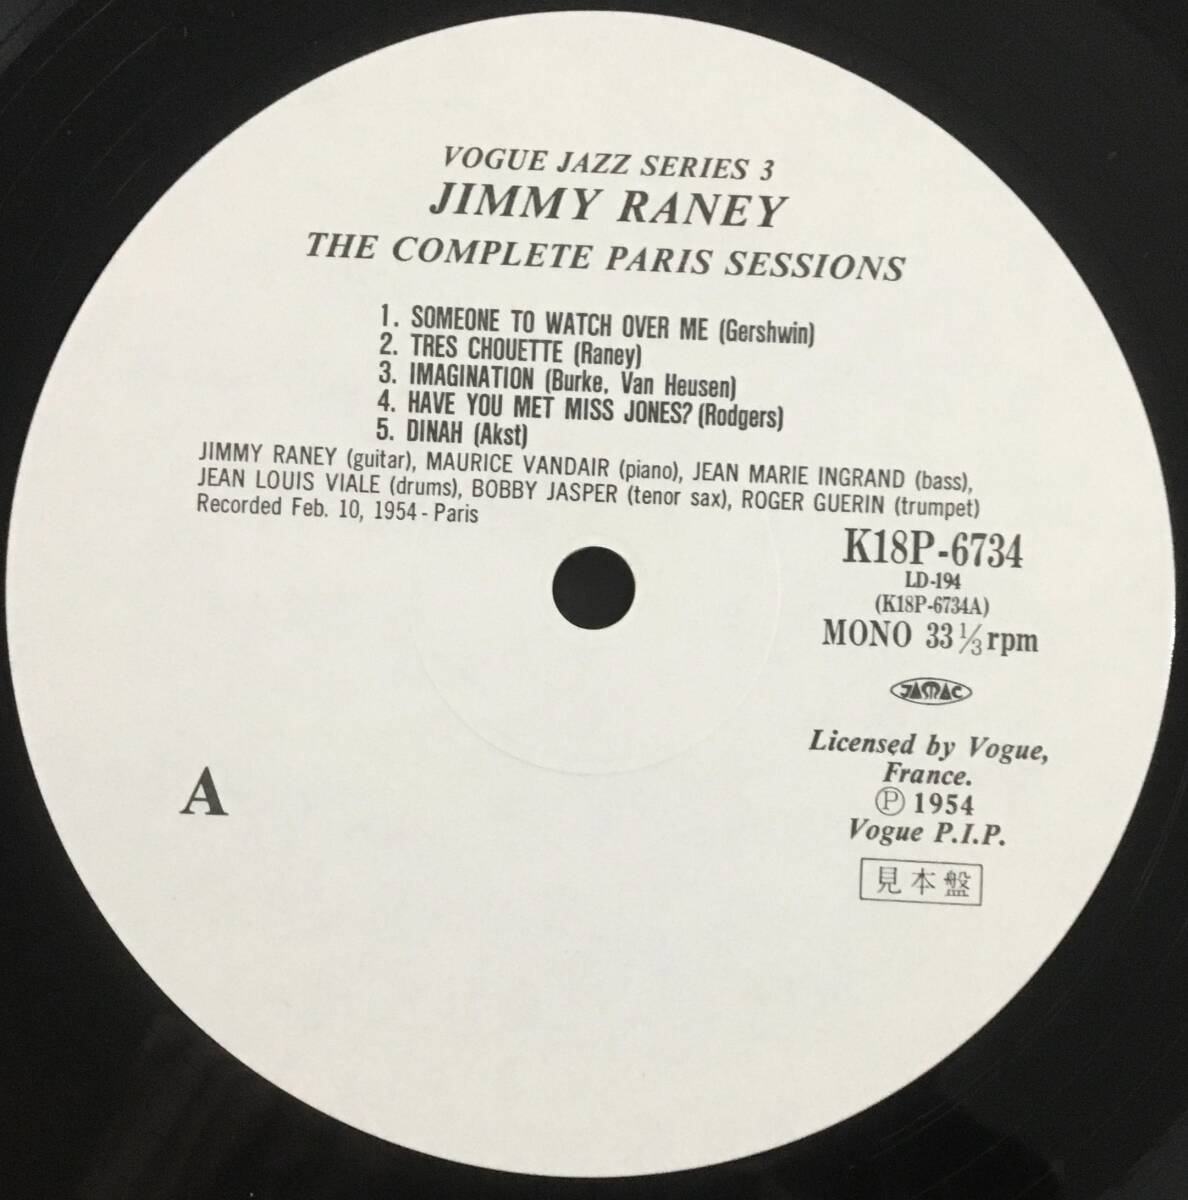 VOGUE JAZZ SERIES 3
JIMMY RANEY
THE COMPLETE PARIS SESSIONS
1. SOMEONE TO WATCH OVER ME (Gershwin)
2. TRES CHOUETTE (Raney)
3. IMAGINATION (Burke, Van Heusen)
4. HAVE YOU MET MISS JONES? (Rodgers)
5. DINAH (Akst)
JIMMY RANEY (guitar), MAURICE VANDAIR (piano), JEAN MARIE INGRAND (bass),
JEAN LOUIS VIALE (drums), BOBBY JASPER (tenor sax), ROGER GUERIN (trumpet)
Recorded Feb. 10, 1954 - Paris
K18P-6734
LD-194
(K18P-6734A)
MONO 33 1/3 rpm
JASRAC
A
Licensed by Vogue,
France.
Ⓟ 1954
Vogue P.I.P.
見本盤